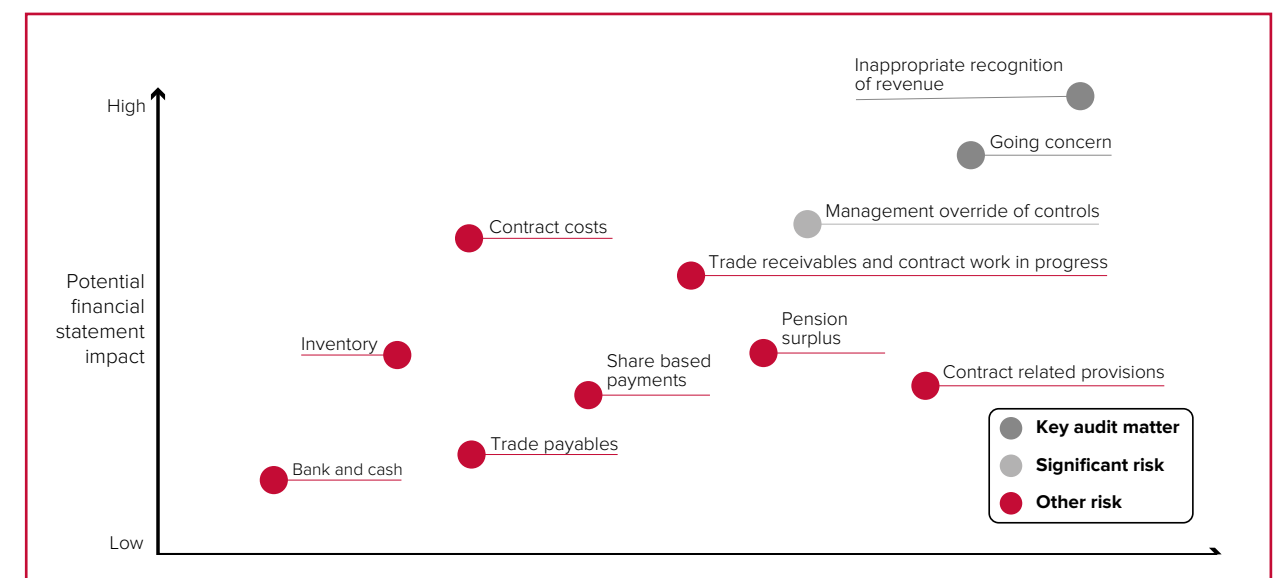 Inappropriate recognition
of revenue
High
Going concern
Management override of controls
Contract costs
Trade receivables and contract work in progress
Potential
financial
statement
impact
Pension
surplus
Inventory
Share based
payments
Contract related provisions
Key audit matter
Trade payables
Significant risk
Bank and cash
Other risk
Low